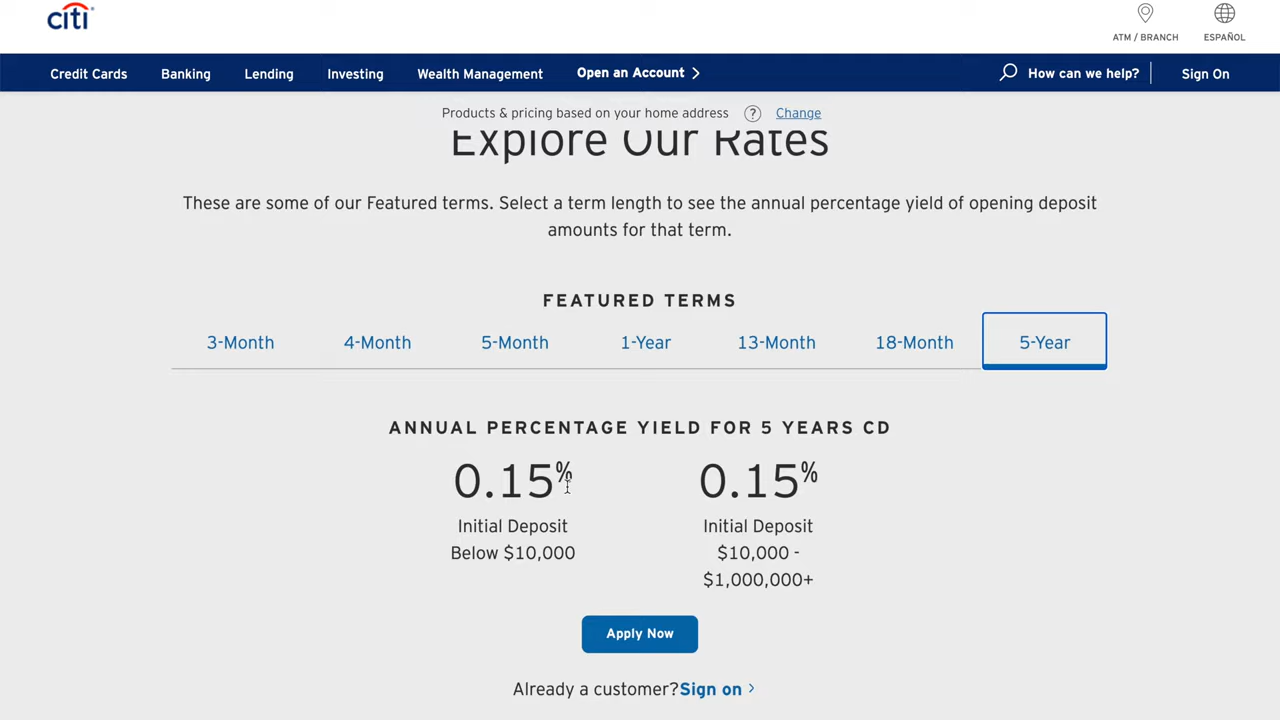 citi
ATM / BRANCH
ESPAÑOL
Credit Cards
Banking
Lending
Investing
Wealth Management
Open an Account
How can we help?
Sign On
Products & pricing based on your home address ? Change
Explore Our Rates
These are some of our Featured terms. Select a term length to see the annual percentage yield of opening deposit
amounts for that term.
FEATURED TERMS
3-Month
4-Month
5-Month
1-Year
13-Month
18-Month
5-Year
ANNUAL PERCENTAGE YIELD FOR 5 YEARS CD
0.15%
Initial Deposit
Below $10,000
0.15%
Initial Deposit
$10,000 -
$1,000,000+
Apply Now
Already a customer?Sign on